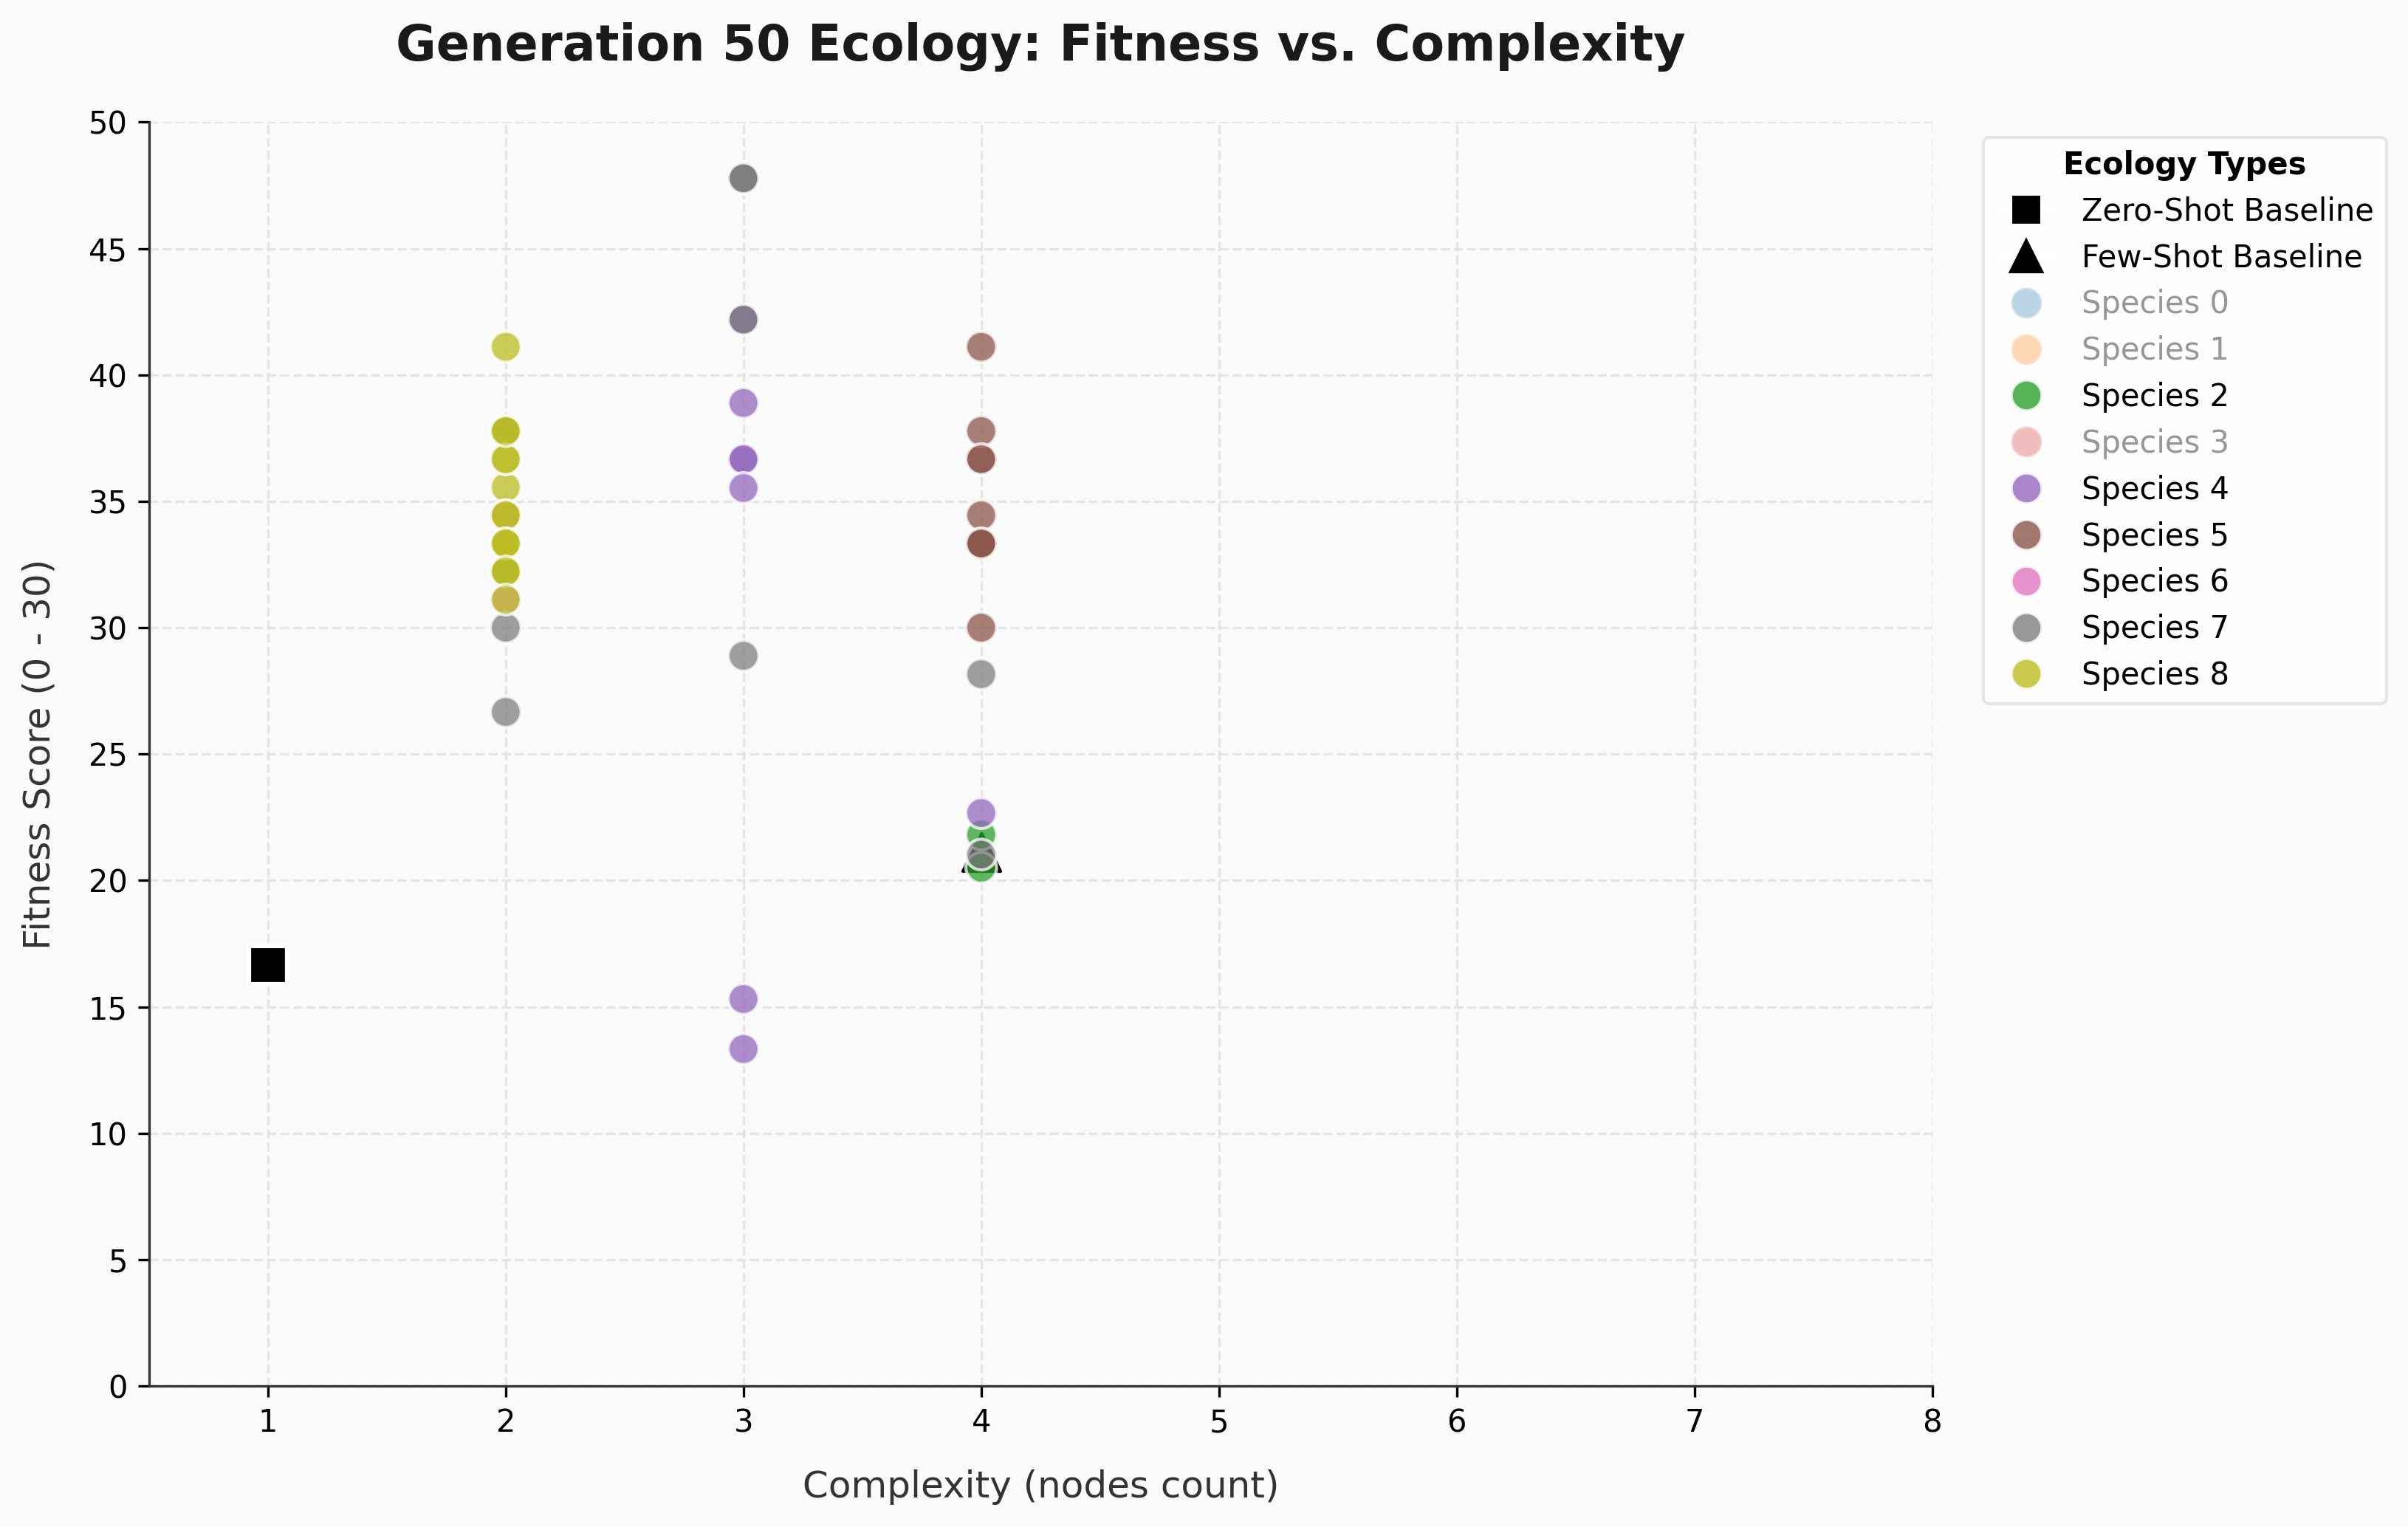 Generation 50 Ecology: Fitness vs. Complexity
50
45
40
35
30
25
20
15
10
5
0
Fitness Score (0 - 30)
1 2 3 4 5 6 7 8
Complexity (nodes count)
Ecology Types
Zero-Shot Baseline
Few-Shot Baseline
Species 0
Species 1
Species 2
Species 3
Species 4
Species 5
Species 6
Species 7
Species 8